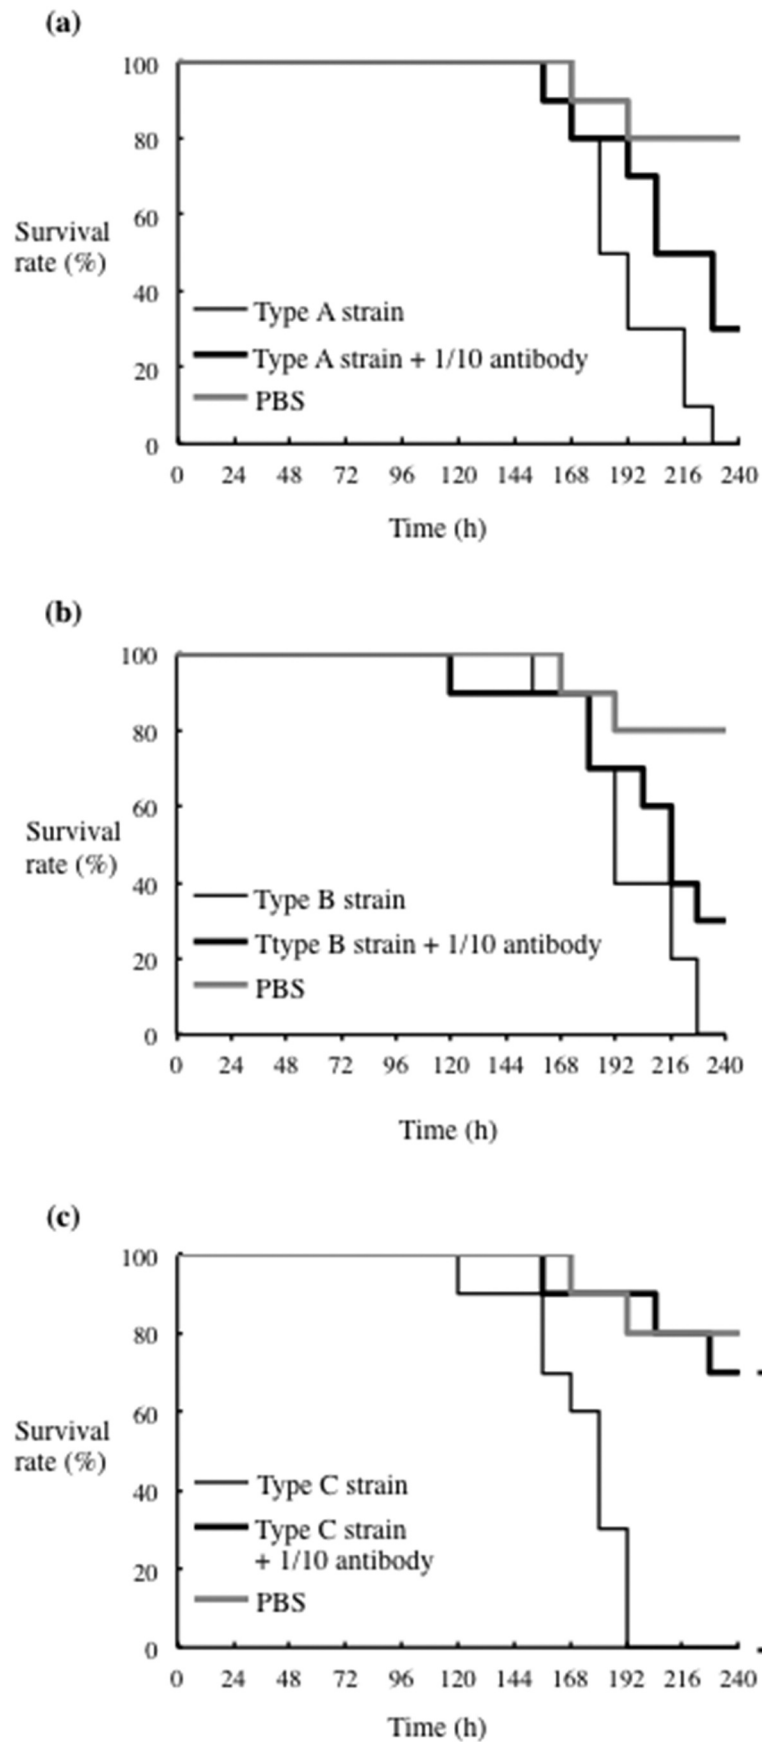 (a)
100
80
60
40
20
0
Survival
rate (%)
Type A strain
Type A strain + 1/10 antibody
PBS
0 24 48 72 96 120 144 168 192 216 240
Time (h)
(b)
100
80
60
40
20
0
Survival
rate (%)
Type B strain
Ttype B strain + 1/10 antibody
PBS
0 24 48 72 96 120 144 168 192 216 240
Time (h)
(c)
100
80
60
40
20
0
Survival
rate (%)
Type C strain
Type C strain
+ 1/10 antibody
PBS
0 24 48 72 96 120 144 168 192 216 240
Time (h)